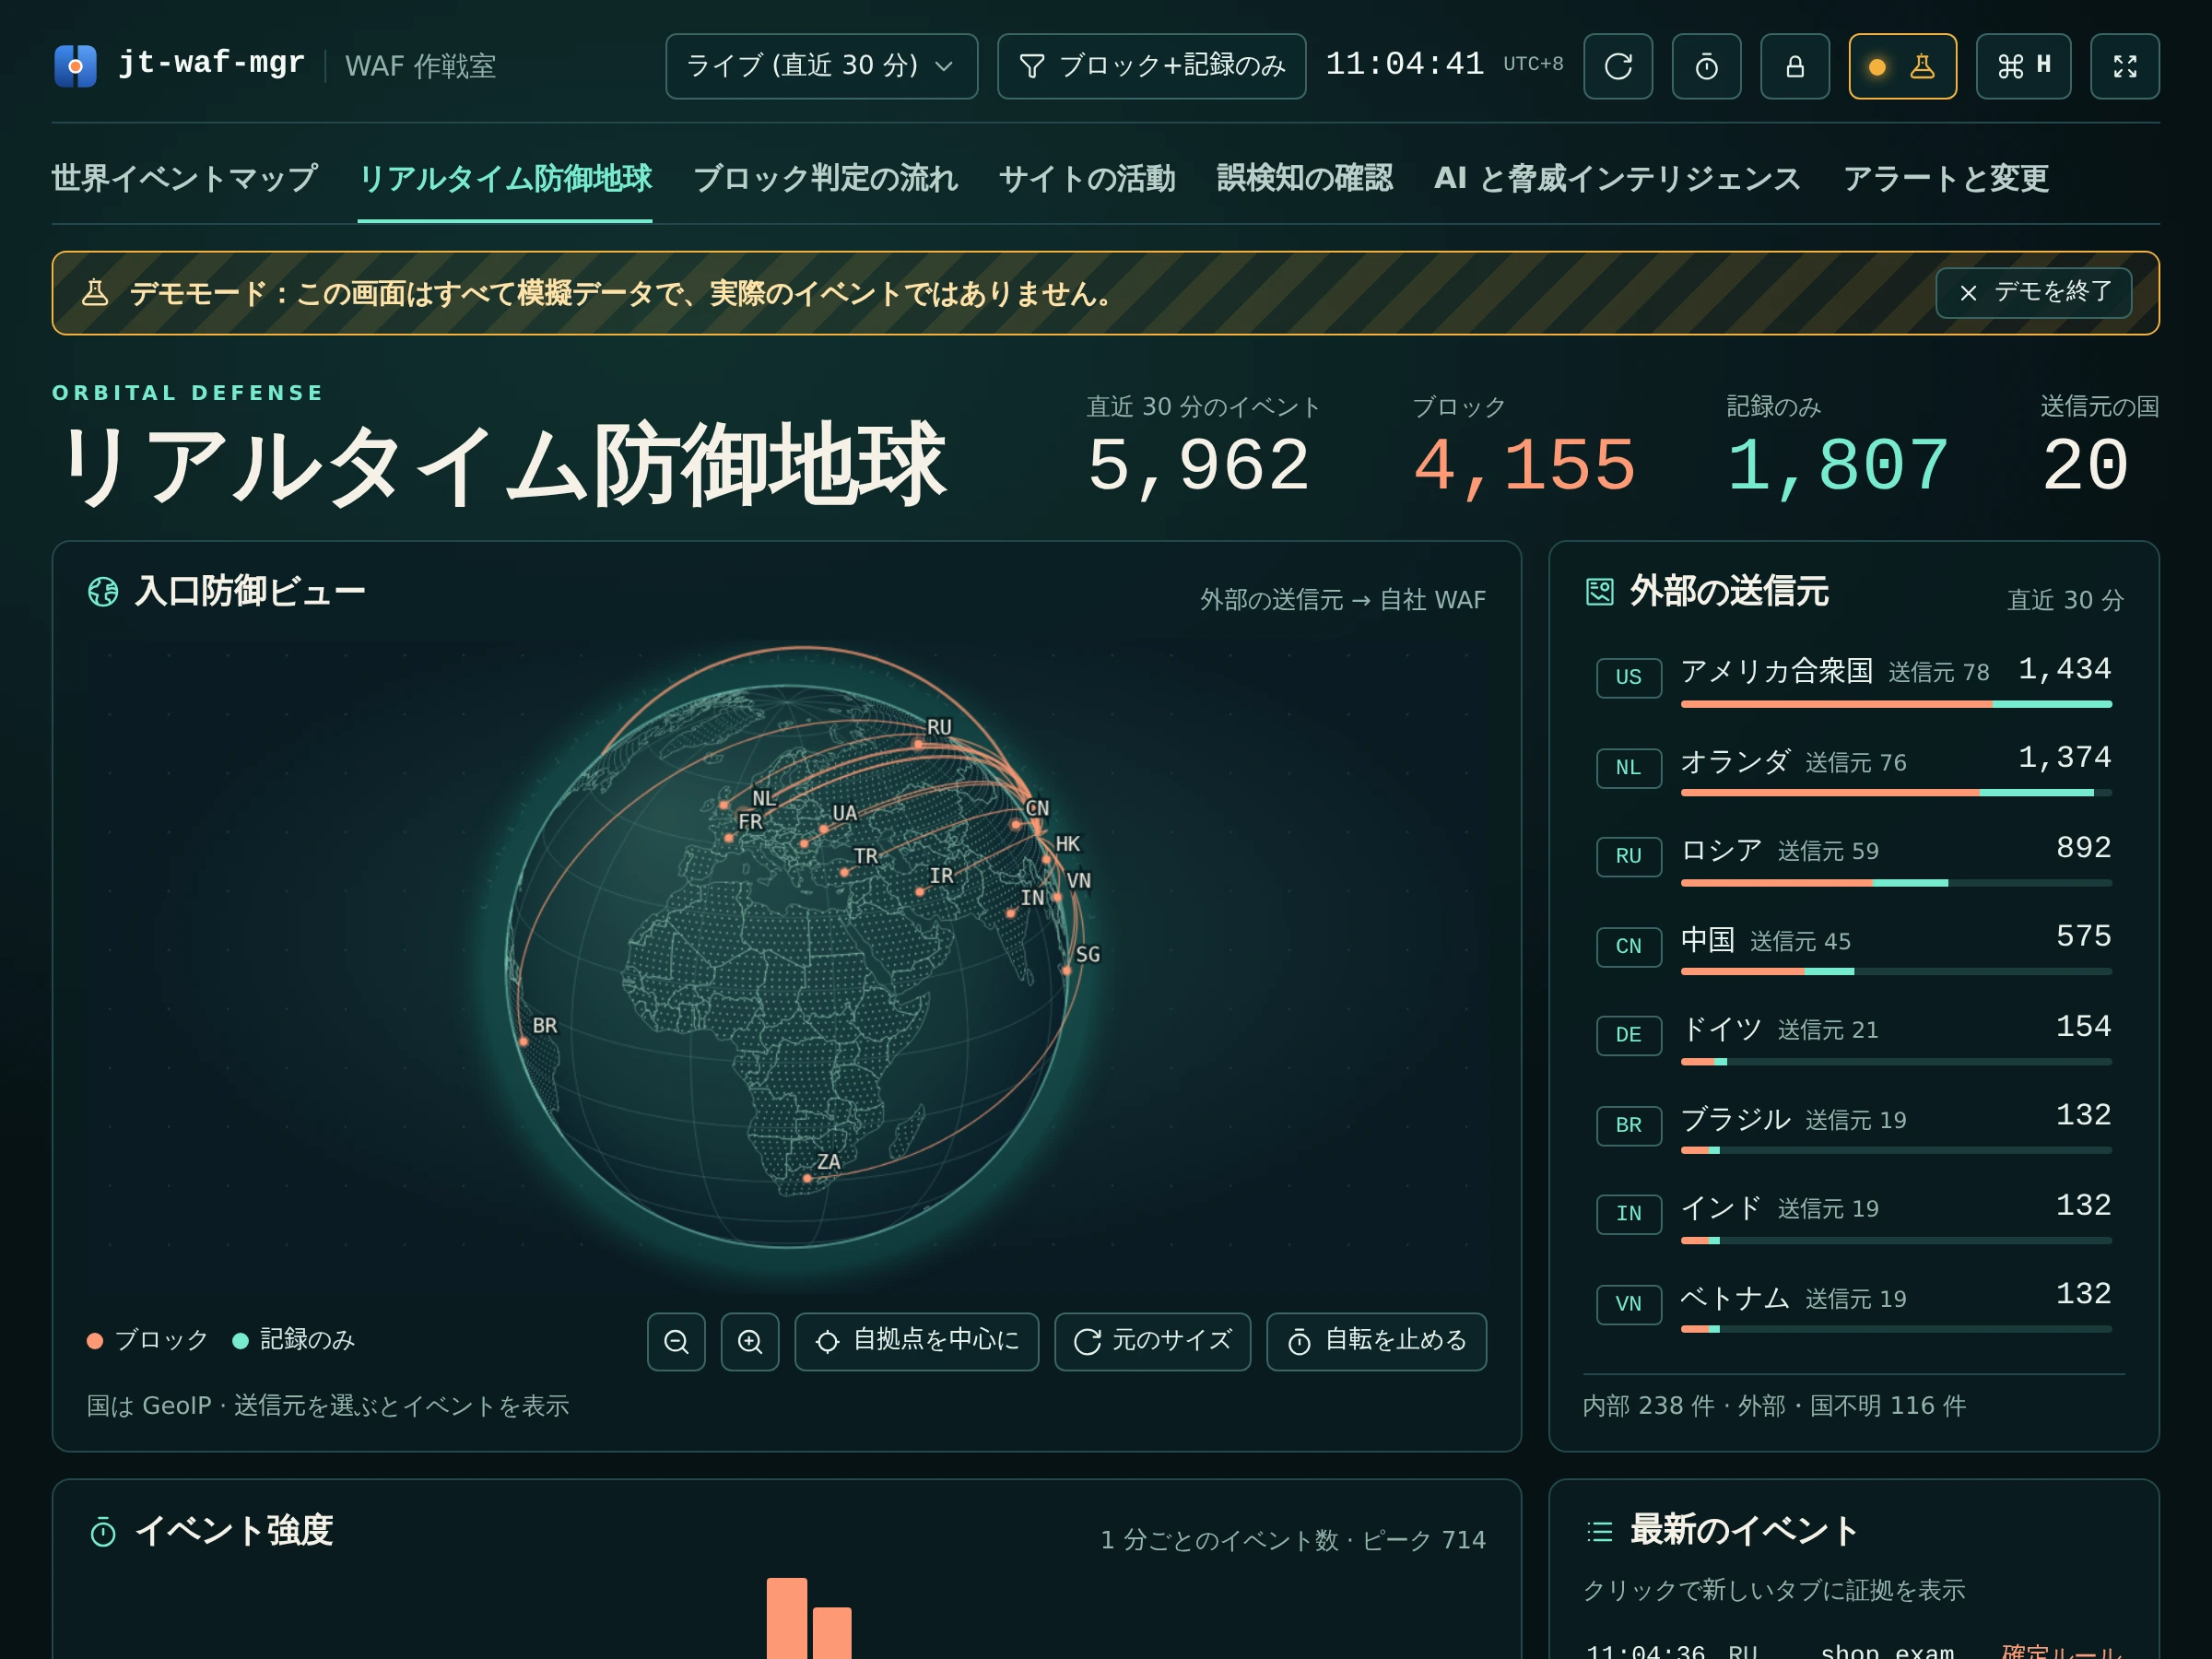 jt-waf-mgr
WAF 作戦室
ライブ (直近 30 分)
ブロック+記録のみ
11:04:41 UTC+8
⌘ H
世界イベントマップ
リアルタイム防御地球
ブロック判定の流れ
サイトの活動
誤検知の確認
AI と脅威インテリジェンス
アラートと変更
デモモード：この画面はすべて模擬データで、実際のイベントではありません。
デモを終了
ORBITAL DEFENSE
リアルタイム防御地球
直近 30 分のイベント
5,962
ブロック
4,155
記録のみ
1,807
送信元の国
20
入口防御ビュー
外部の送信元 → 自社 WAF
RU
NL
FR
UA
CN
TR
HK
IR
VN
IN
SG
BR
ZA
ブロック
記録のみ
自拠点を中心に
元のサイズ
自転を止める
国は GeoIP · 送信元を選ぶとイベントを表示
外部の送信元
直近 30 分
US アメリカ合衆国 送信元 78 1,434
NL オランダ 送信元 76 1,374
RU ロシア 送信元 59 892
CN 中国 送信元 45 575
DE ドイツ 送信元 21 154
BR ブラジル 送信元 19 132
IN インド 送信元 19 132
VN ベトナム 送信元 19 132
内部 238 件 · 外部・国不明 116 件
イベント強度
1 分ごとのイベント数 · ピーク 714
最新のイベント
クリックで新しいタブに証拠を表示
11:04:36 RU shop exam 確定ルール